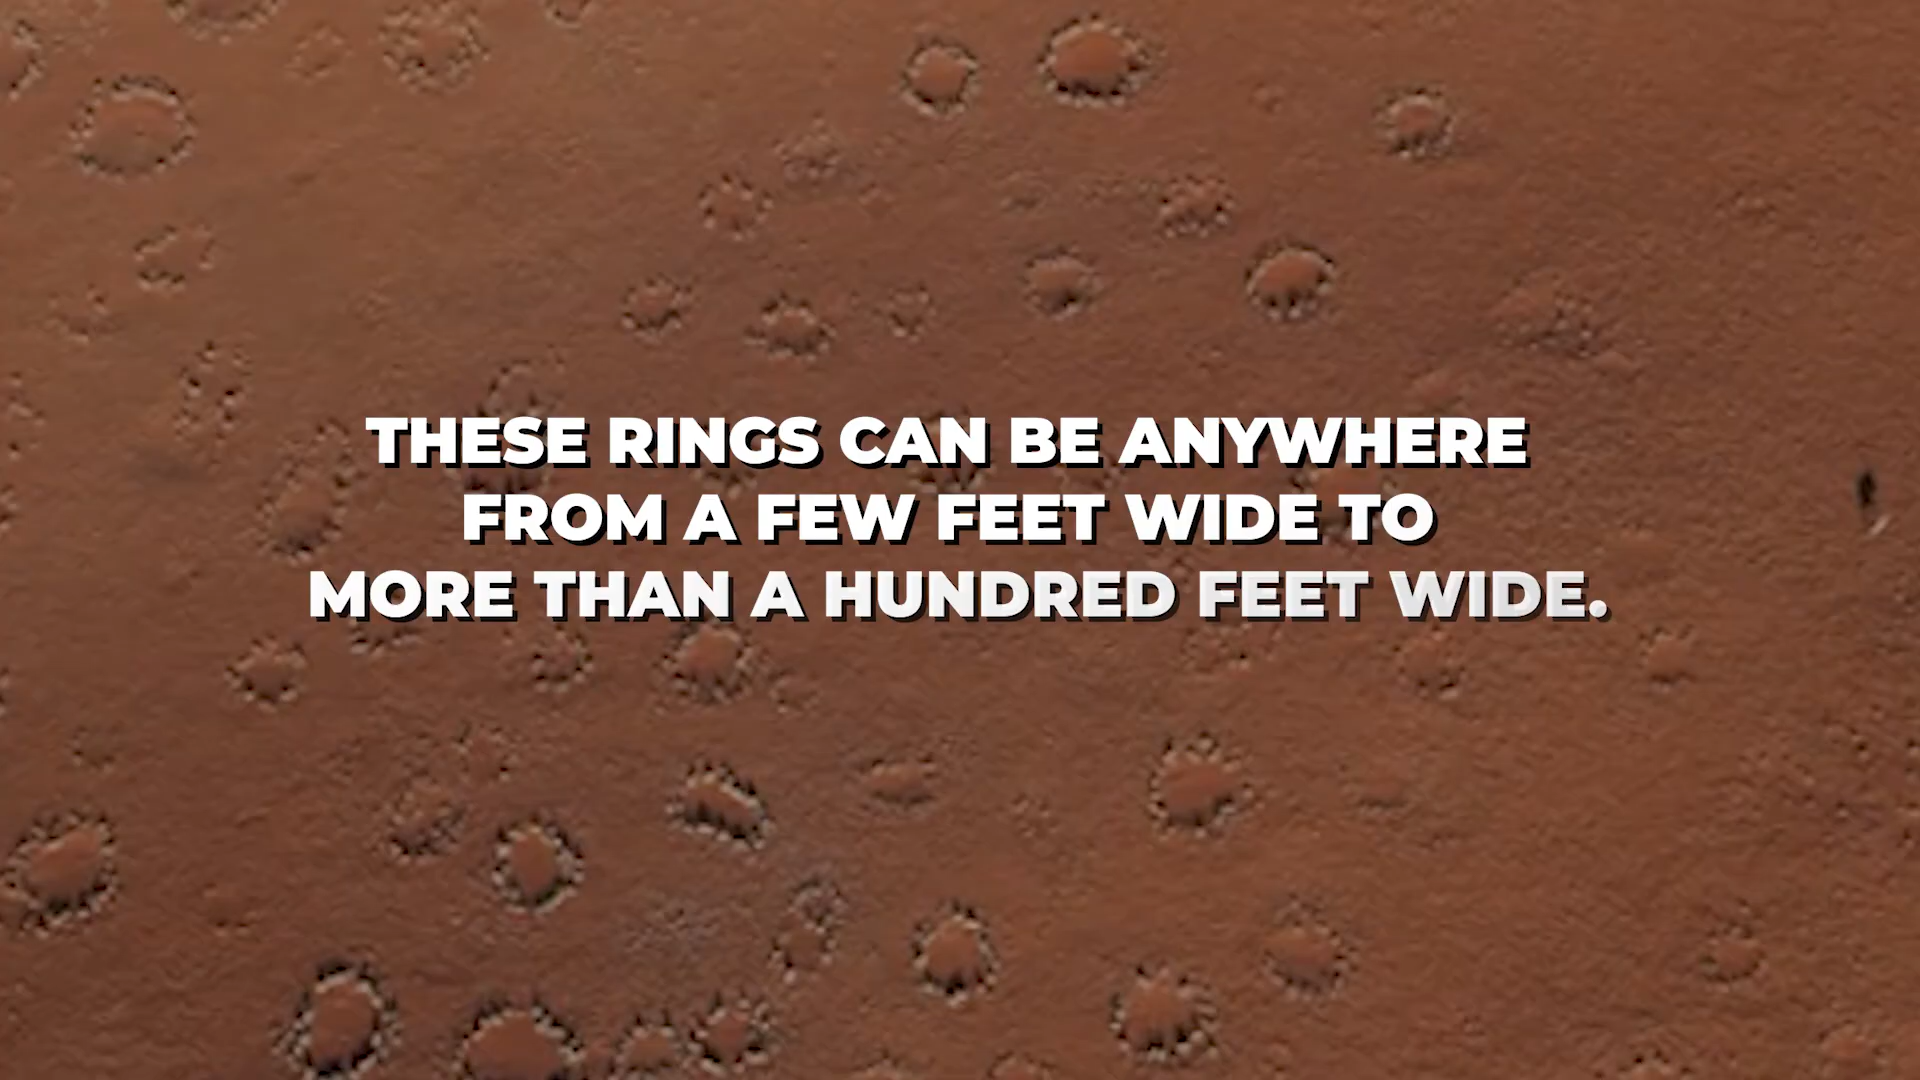 THESE RINGS CAN BE ANYWHERE
FROM A FEW FEET WIDE TO
MORE THAN A HUNDRED FEET WIDE.